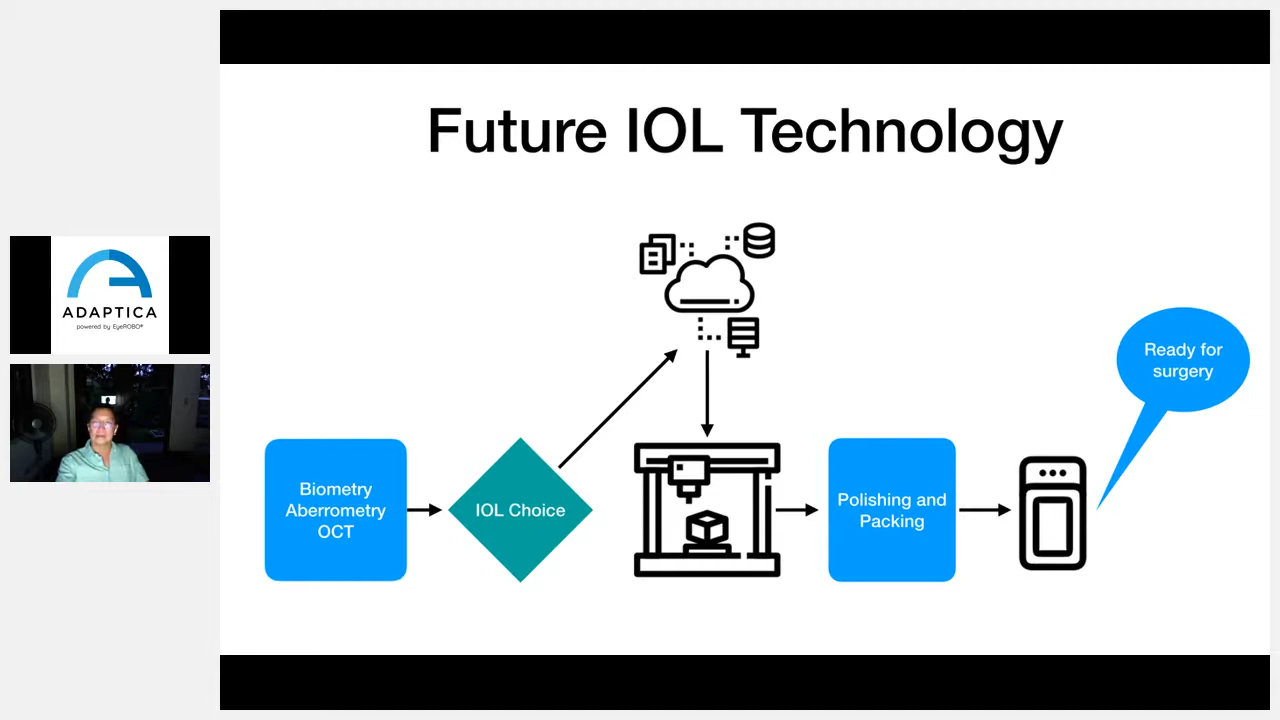 Future IOL Technology
ADAPTICA
powered by EyeROBO®
Ready for
surgery
Biometry
Aberrometry
OCT
IOL Choice
Polishing and
Packing